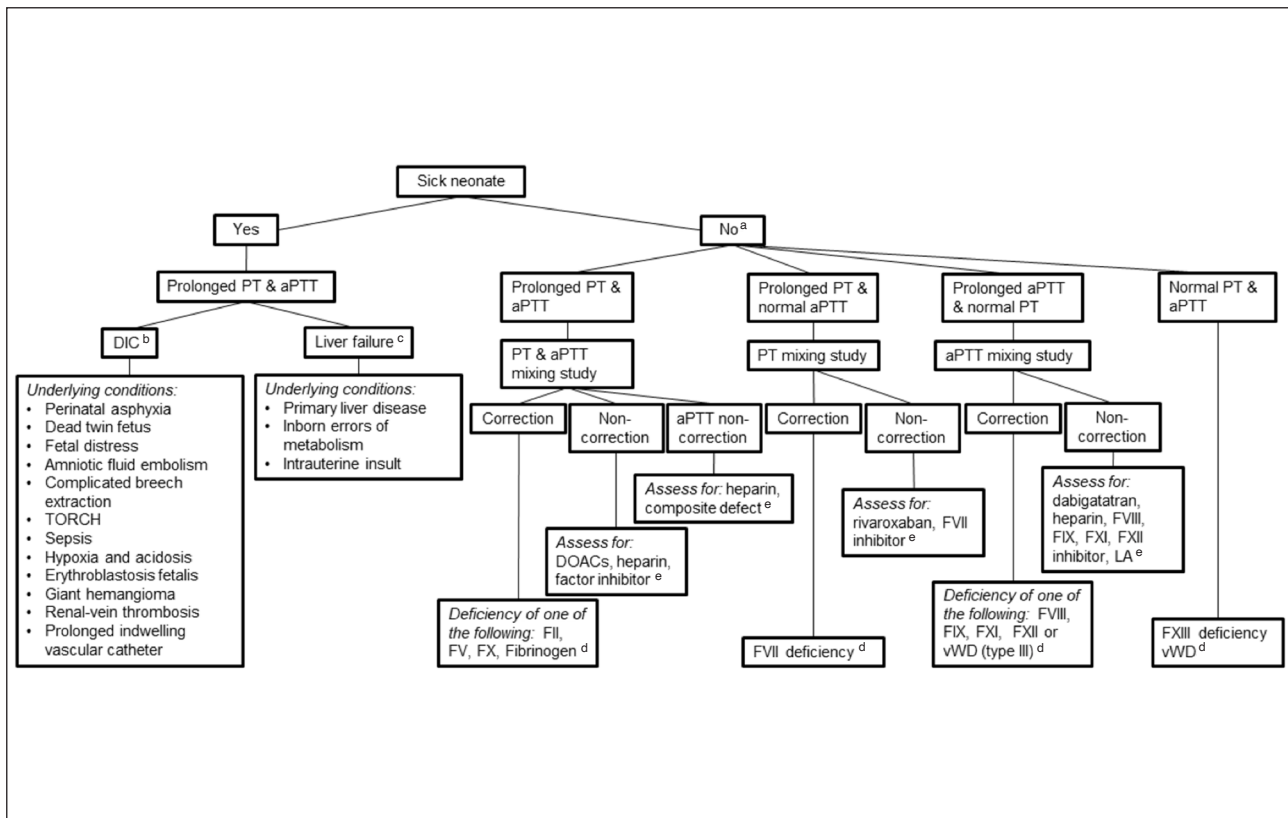 Sick neonate
Yes
No a
Prolonged PT & aPTT
Prolonged PT &
aPTT
Prolonged PT &
normal aPTT
Prolonged aPTT
& normal PT
Normal PT &
aPTT
DIC b
Liver failure c
PT & aPTT
mixing study
PT mixing study
aPTT mixing study
Underlying conditions:
• Perinatal asphyxia
• Dead twin fetus
• Fetal distress
• Amniotic fluid embolism
• Complicated breech
extraction
• TORCH
• Sepsis
• Hypoxia and acidosis
• Erythroblastosis fetalis
• Giant hemangioma
• Renal-vein thrombosis
• Prolonged indwelling
vascular catheter
Underlying conditions:
• Primary liver disease
• Inborn errors of
metabolism
• Intrauterine insult
Correction
Non-
correction
aPTT non-
correction
Correction
Non-
correction
Correction
Non-
correction
Assess for: heparin,
composite defect e
Assess for:
DOACs, heparin,
factor inhibitor e
Deficiency of one of
the following: FII,
FV, FX, Fibrinogen d
Assess for:
rivaroxaban, FVII
inhibitor e
FVII deficiency d
Assess for:
dabigatatran,
heparin, FVIII,
FIX, FXI, FXII
inhibitor, LA e
Deficiency of one of
the following: FVIII,
FIX, FXI, FXII or
vWD (type III) d
FXIII deficiency
vWD d